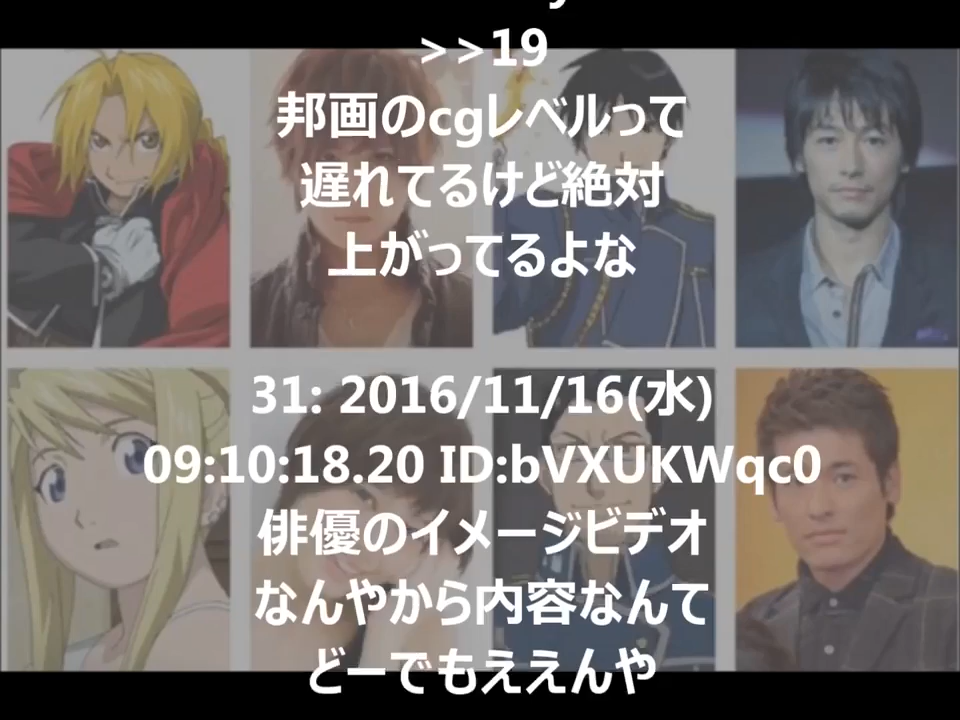 >>19
邦画のcgレベルって
遅れてるけど絶対
上がってるよな
31: 2016/11/16(水)
09:10:18.20 ID:bVXUKWqc0
俳優のイメージビデオ
なんやから内容なんて
どーでもええんや